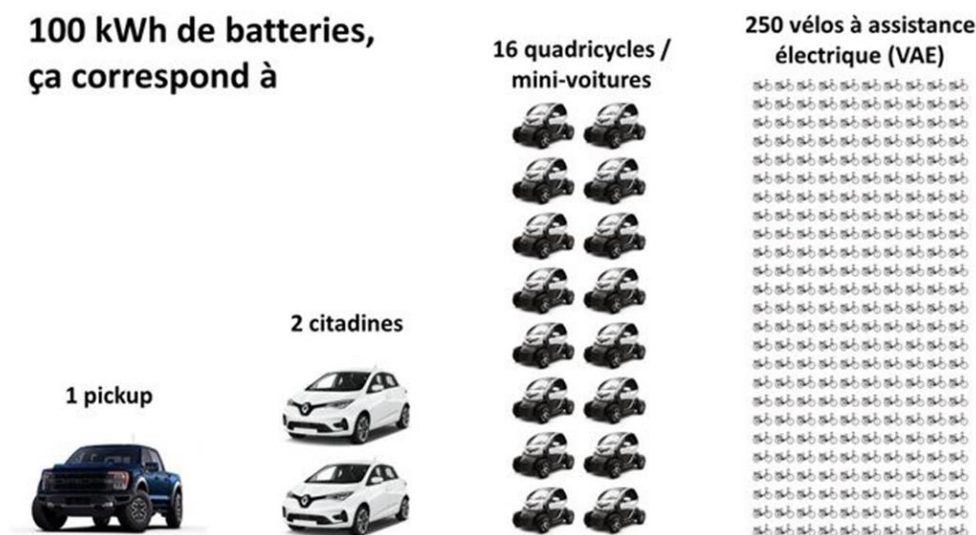 100 kWh de batteries,
ça correspond à
16 quadricycles /
mini-voitures
250 vélos à assistance
électrique (VAE)
2 citadines
1 pickup